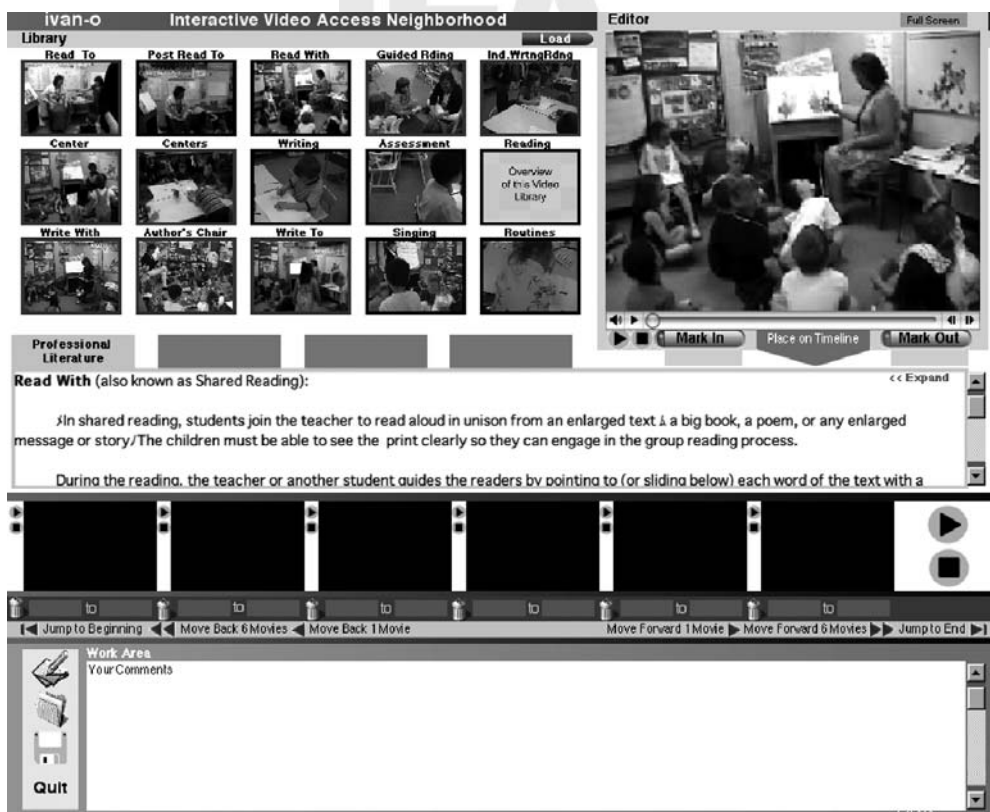 ivan-o Interactive Video Access Neighborhood
Library Load
Read To Post Read To Read With Guided Rding Ind.WrtngRdng
Center Centers Writing Assessment Reading
Overview
of this Video
Library
Write With Author's Chair Write To Singing Routines
Editor Full Screen
Mark In Place on Timeline Mark Out
Professional
Literature
Read With (also known as Shared Reading):
<< Expand
In shared reading, students join the teacher to read aloud in unison from an enlarged text a big book, a poem, or any enlarged
message or story The children must be able to see the print clearly so they can engage in the group reading process.
During the reading, the teacher or another student guides the readers by pointing to (or sliding below) each word of the text with a
to to to to to to
Jump to Beginning Move Back 6 Movies Move Back 1 Movie Move Forward 1 Movie Move Forward 6 Movies Jump to End
Work Area
Your Comments
Quit